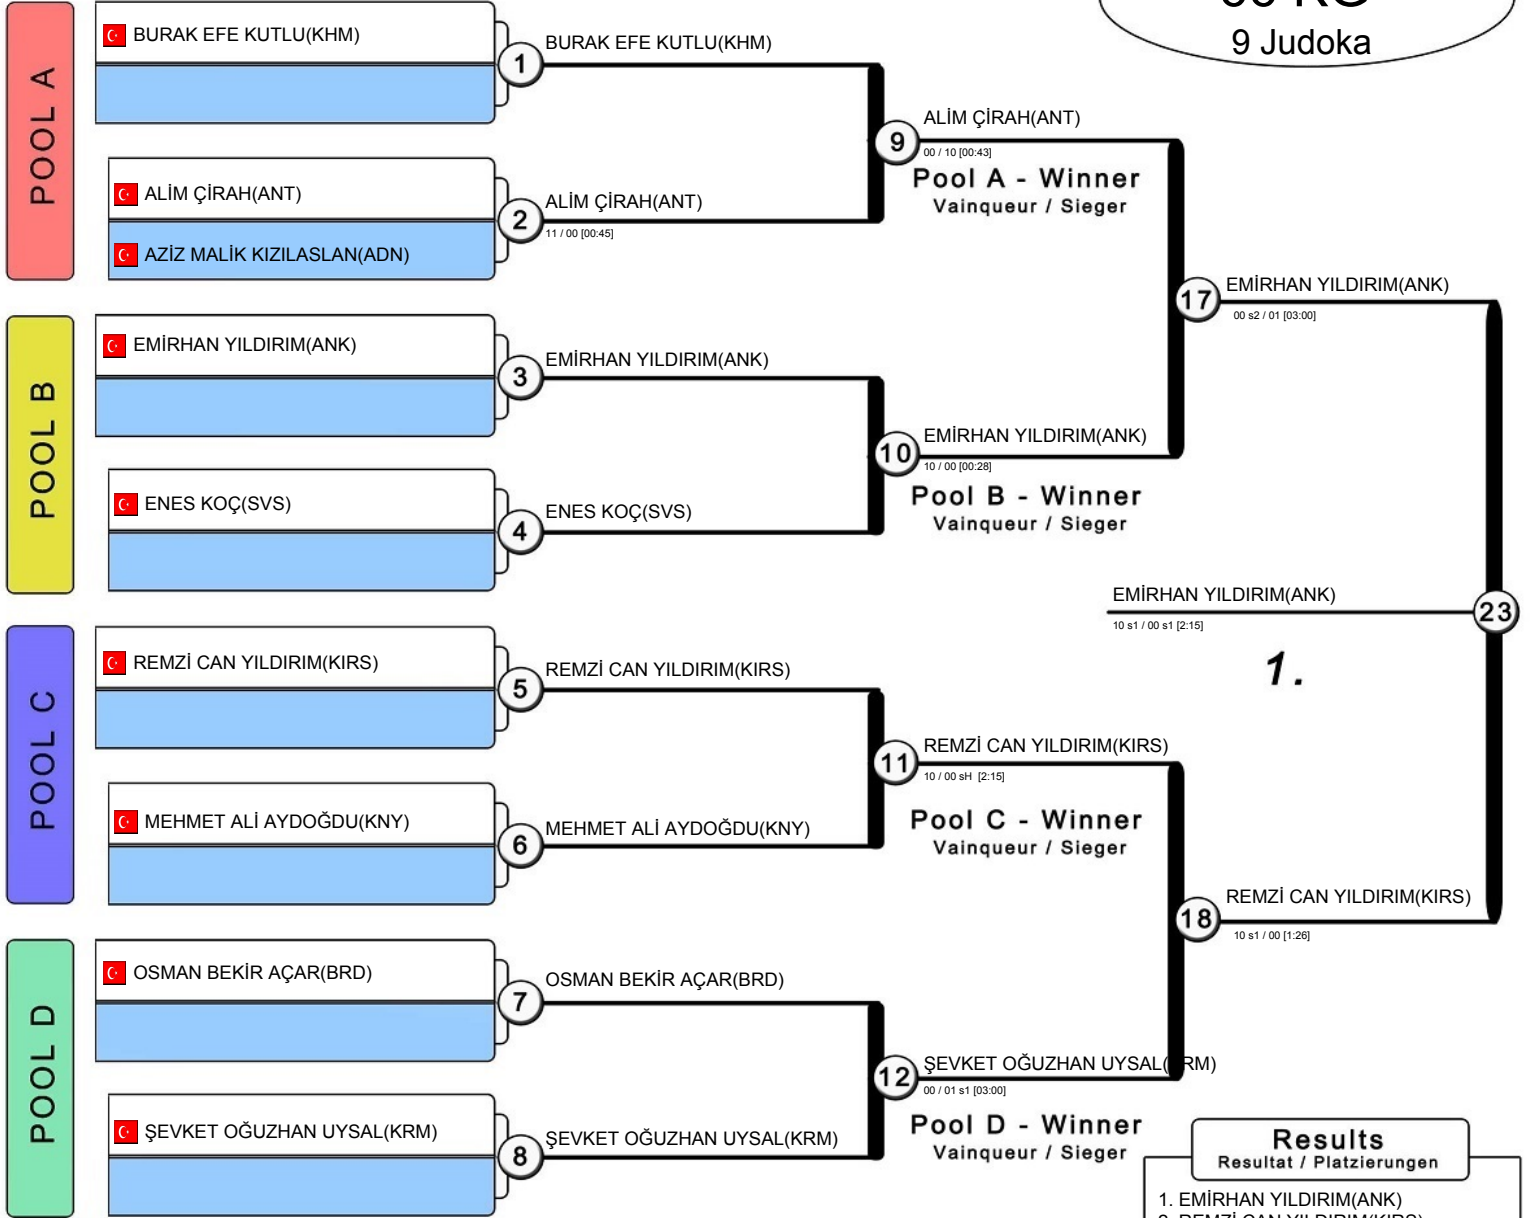 KG
9 Judoka
POOL A
BURAK EFE KUTLU(KHM)
1
BURAK EFE KUTLU(KHM)
ALİM ÇİRAH(ANT)
AZİZ MALİK KIZILASLAN(ADN)
2
ALİM ÇİRAH(ANT)
11 / 00 [00:45]
9
ALİM ÇİRAH(ANT)
00 / 10 [00:43]
Pool A - Winner
Vainqueur / Sieger
POOL B
EMİRHAN YILDIRIM(ANK)
3
EMİRHAN YILDIRIM(ANK)
ENES KOÇ(SVS)
4
ENES KOÇ(SVS)
10
EMİRHAN YILDIRIM(ANK)
10 / 00 [00:28]
Pool B - Winner
Vainqueur / Sieger
17
EMİRHAN YILDIRIM(ANK)
00 s2 / 01 [03:00]
EMİRHAN YILDIRIM(ANK)
10 s1 / 00 s1 [2:15]
23
1.
POOL C
REMZİ CAN YILDIRIM(KIRS)
5
REMZİ CAN YILDIRIM(KIRS)
MEHMET ALİ AYDOĞDU(KNY)
6
MEHMET ALİ AYDOĞDU(KNY)
11
REMZİ CAN YILDIRIM(KIRS)
10 / 00 sH [2:15]
Pool C - Winner
Vainqueur / Sieger
18
REMZİ CAN YILDIRIM(KIRS)
10 s1 / 00 [1:26]
POOL D
OSMAN BEKİR AÇAR(BRD)
7
OSMAN BEKİR AÇAR(BRD)
ŞEVKET OĞUZHAN UYSAL(KRM)
8
ŞEVKET OĞUZHAN UYSAL(KRM)
12
ŞEVKET OĞUZHAN UYSAL(KRM)
00 / 01 s1 [03:00]
Pool D - Winner
Vainqueur / Sieger
Results
Resultat / Platzierungen
1. EMİRHAN YILDIRIM(ANK)
2. REMZİ CAN YILDIRIM(KIRS)